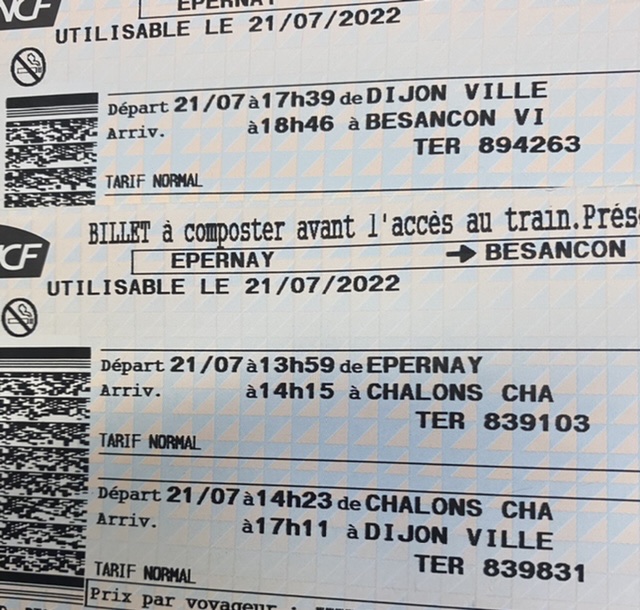 NCF
EPERNAY
UTILISABLE LE 21/07/2022
Départ 21/07 à 17h39 de DIJON VILLE
Arriv. à 18h46 à BESANCON VI
TER 894263
TARIF NORMAL
BILLET à composter avant l'accès au train.Prés
CF
EPERNAY → BESANCON
UTILISABLE LE 21/07/2022
Départ 21/07 à 13h59 de EPERNAY
Arriv. à 14h15 à CHALONS CHA
TER 839103
TARIF NORMAL
Départ 21/07 à 14h23 de CHALONS CHA
Arriv. à 17h11 à DIJON VILLE
TER 839831
TARIF NORMAL
Prix par voyageur :